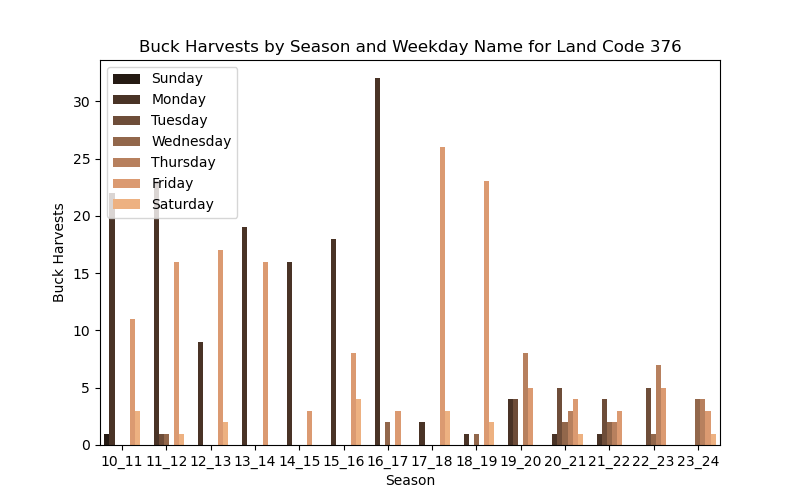 Buck Harvests by Season and Weekday Name for Land Code 376
Sunday
Monday
Tuesday
Wednesday
Thursday
Friday
Saturday
30
25
20
15
10
5
0
Buck Harvests
10_11 11_12 12_13 13_14 14_15 15_16 16_17 17_18 18_19 19_20 20_21 21_22 22_23 23_24
Season